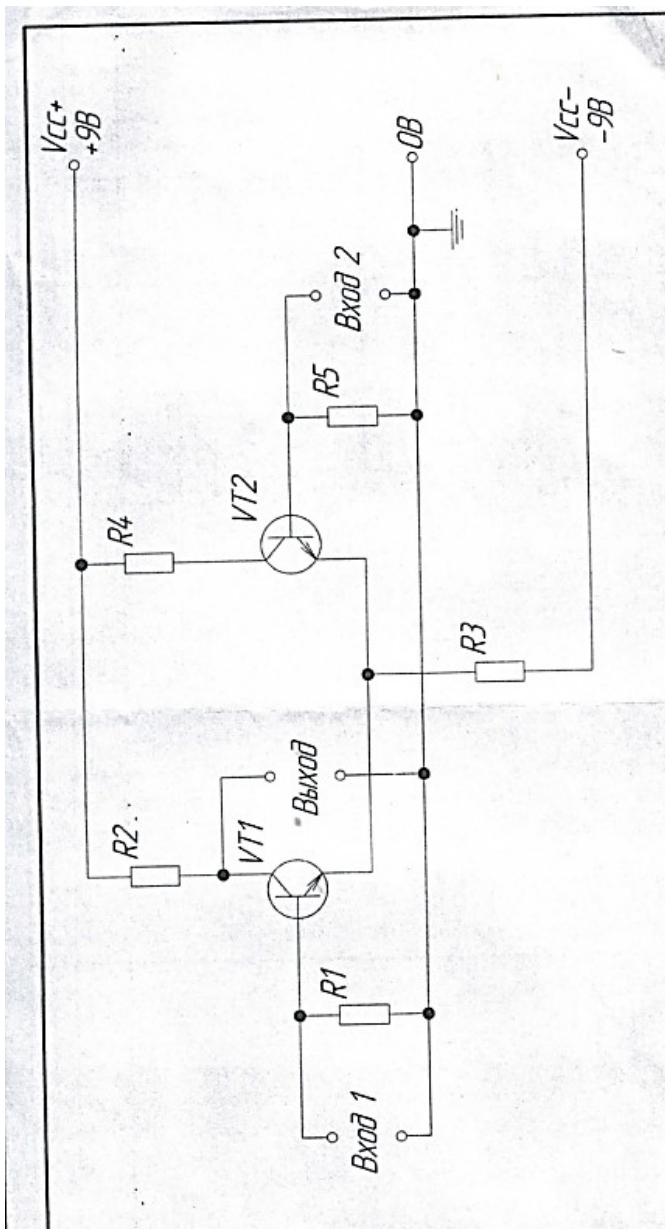 Vcc+
+9В
R4
VT2
R5
Вход 2
0В
Vcc-
-9В
R3
R2
VT1
Выход
R1
Вход 1